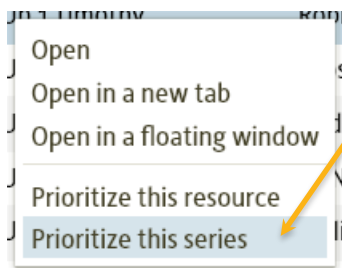 Open
Open in a new tab
Open in a floating window
Prioritize this resource
Prioritize this series